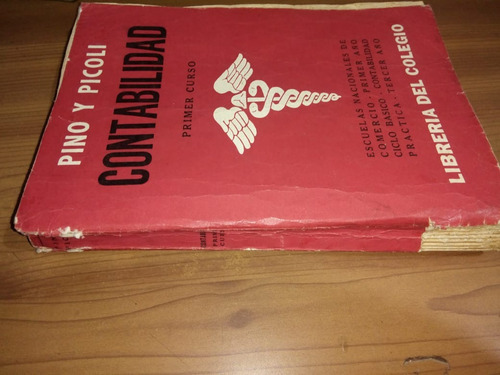 PINO Y PICOLI
CONTABILIDAD
PRIMER CURSO
ESCUELAS NACIONALES DE
COMERCIO - PRIMER AÑO
CICLO BASICO - CONTABILIDAD
PRACTICA - TERCER AÑO
LIBRERIA DEL COLEGIO